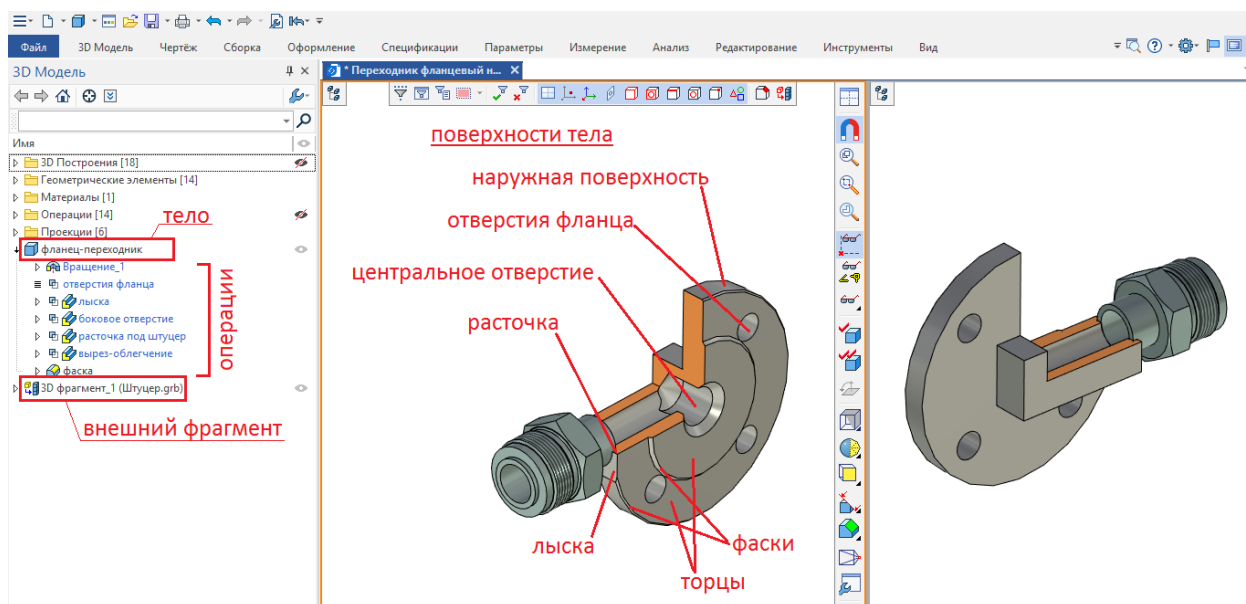 Файл 3D Модель Чертёж Сборка Оформление Спецификации Параметры Измерение Анализ Редактирование Инструменты Вид
3D Модель
* Переходник фланцевый н...
Имя
3D Построения [18]
Геометрические элементы [14]
Материалы [1]
Операции [14]
Проекции [6]
фланец-переходник
Вращение_1
отверстия фланца
лыска
боковое отверстие
расточка под штуцер
вырез-облегчение
фаска
3D фрагмент_1 (Штуцер.grb)
тело
операции
внешний фрагмент
поверхности тела
наружная поверхность
отверстия фланца
центральное отверстие
расточка
лыска
фаски
торцы